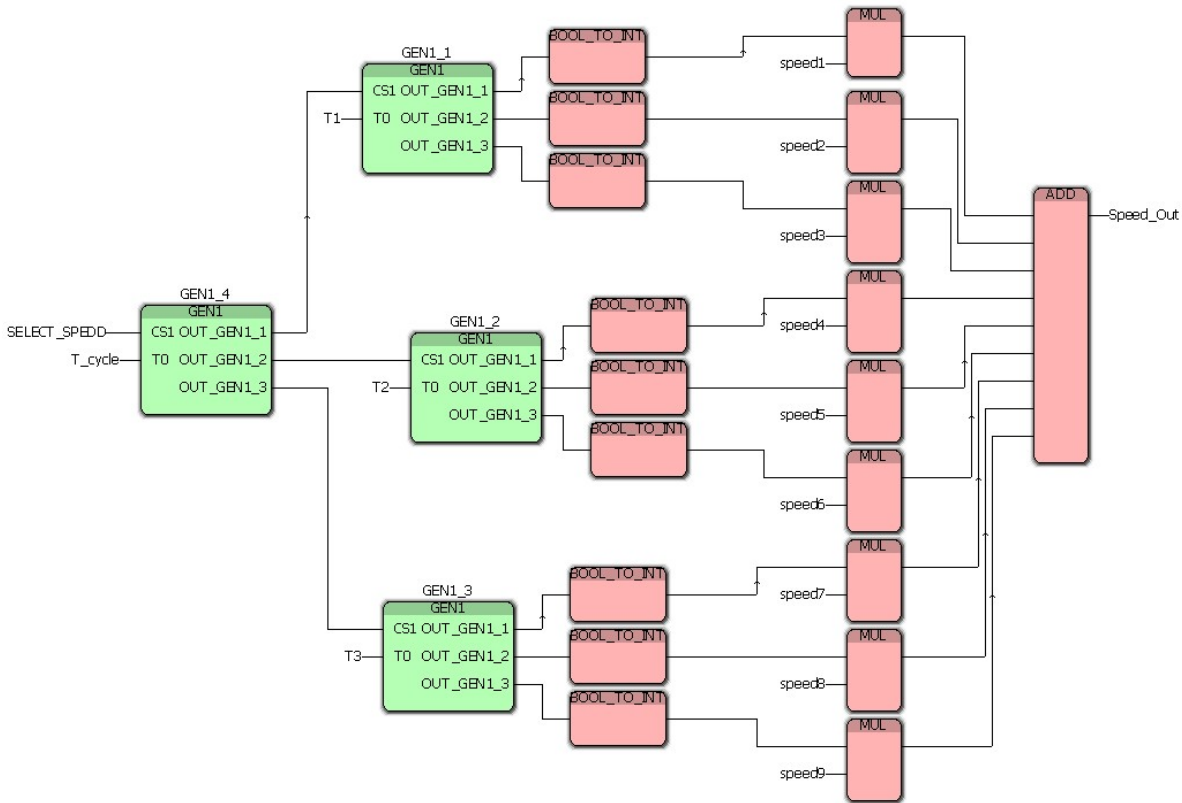 MUL
BOOL_TO_INT
speed1
GEN1_1
GEN1
CS1 OUT_GEN1_1
T1 T0 OUT_GEN1_2
OUT_GEN1_3
BOOL_TO_INT
MUL
speed2
BOOL_TO_INT
MUL
speed3
ADD
Speed_Out
MUL
GEN1_4
GEN1
SELECT_SPEDD CS1 OUT_GEN1_1
T_cycle T0 OUT_GEN1_2
OUT_GEN1_3
BOOL_TO_INT
speed4
GEN1_2
GEN1
CS1 OUT_GEN1_1
T2 T0 OUT_GEN1_2
OUT_GEN1_3
BOOL_TO_INT
MUL
speed5
BOOL_TO_INT
MUL
speed6
MUL
BOOL_TO_INT
speed7
GEN1_3
GEN1
CS1 OUT_GEN1_1
T3 T0 OUT_GEN1_2
OUT_GEN1_3
BOOL_TO_INT
MUL
speed8
BOOL_TO_INT
MUL
speed9